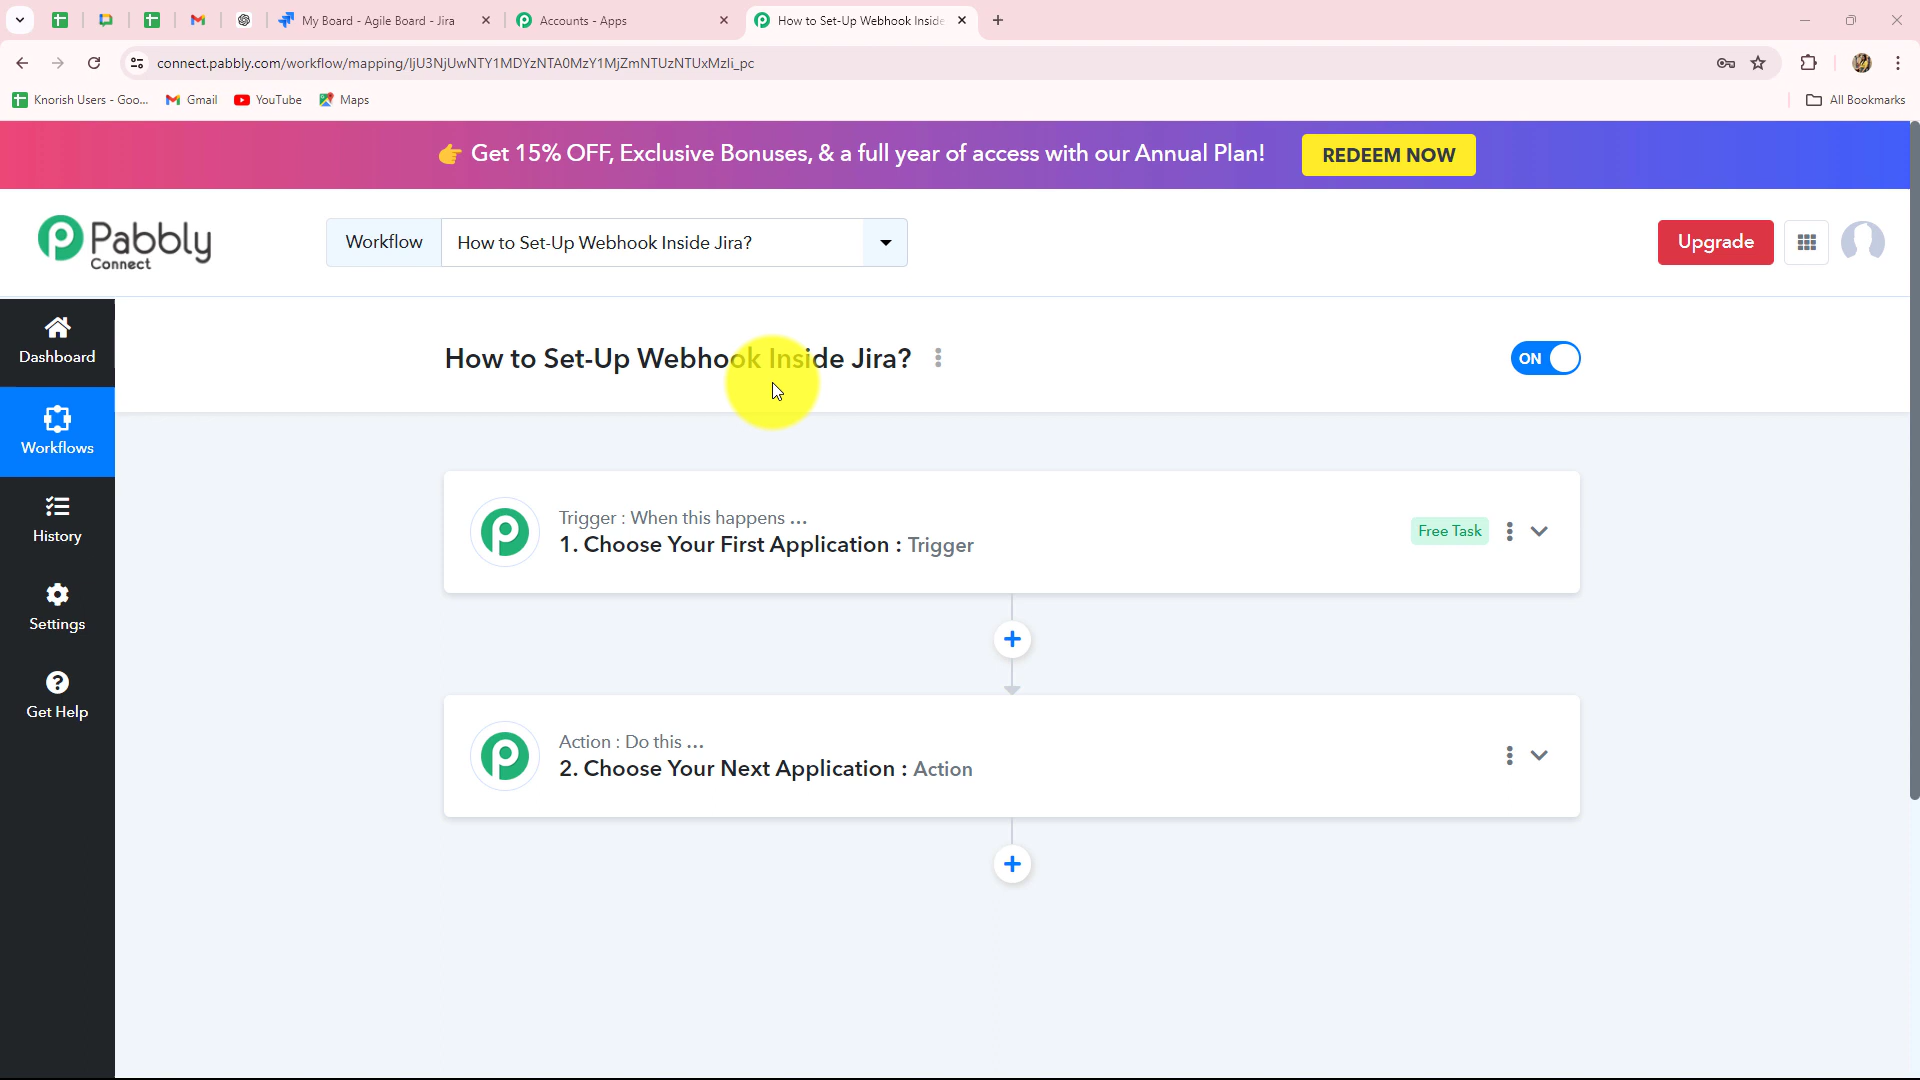 My Board - Agile Board - Jira
Accounts - Apps
How to Set-Up Webhook Inside
connect.pabbly.com/workflow/mapping/IjU3NjUwNTY1MDYzNTA0MzY1MjZmNTUzNTUxMzIi_pc
Knorish Users - Goo...
Gmail
YouTube
Maps
All Bookmarks
👉 Get 15% OFF, Exclusive Bonuses, & a full year of access with our Annual Plan!
REDEEM NOW
Pabbly
Connect
Workflow
How to Set-Up Webhook Inside Jira?
Upgrade
Dashboard
Workflows
History
Settings
Get Help
How to Set-Up Webhook Inside Jira?
ON
Trigger : When this happens ...
1. Choose Your First Application : Trigger
Free Task
Action : Do this ...
2. Choose Your Next Application : Action